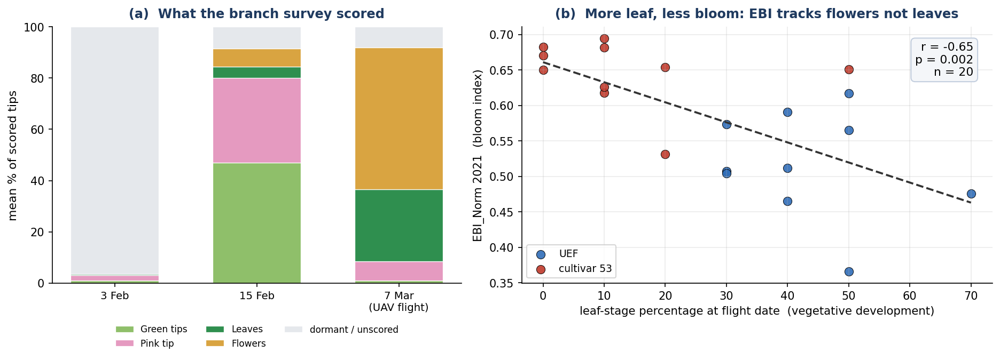 (a)  What the branch survey scored
mean % of scored tips
100
80
60
40
20
0
3 Feb
15 Feb
7 Mar
(UAV flight)
Green tips
Pink tip
Leaves
Flowers
dormant / unscored
(b)  More leaf, less bloom: EBI tracks flowers not leaves
EBI_Norm 2021  (bloom index)
0.70
0.65
0.60
0.55
0.50
0.45
0.40
0.35
r = -0.65
p = 0.002
n = 20
UEF
cultivar 53
0
10
20
30
40
50
60
70
leaf-stage percentage at flight date  (vegetative development)